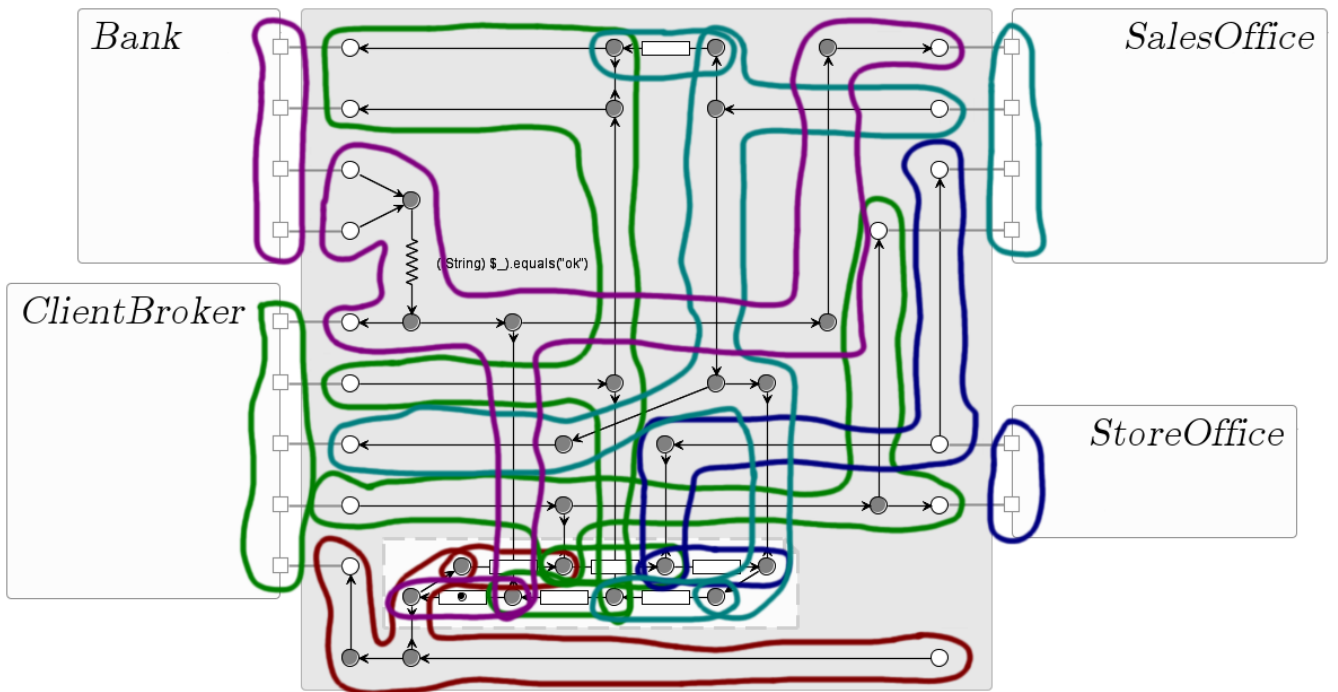 Bank
SalesOffice
((String) $_).equals("ok")
ClientBroker
StoreOffice